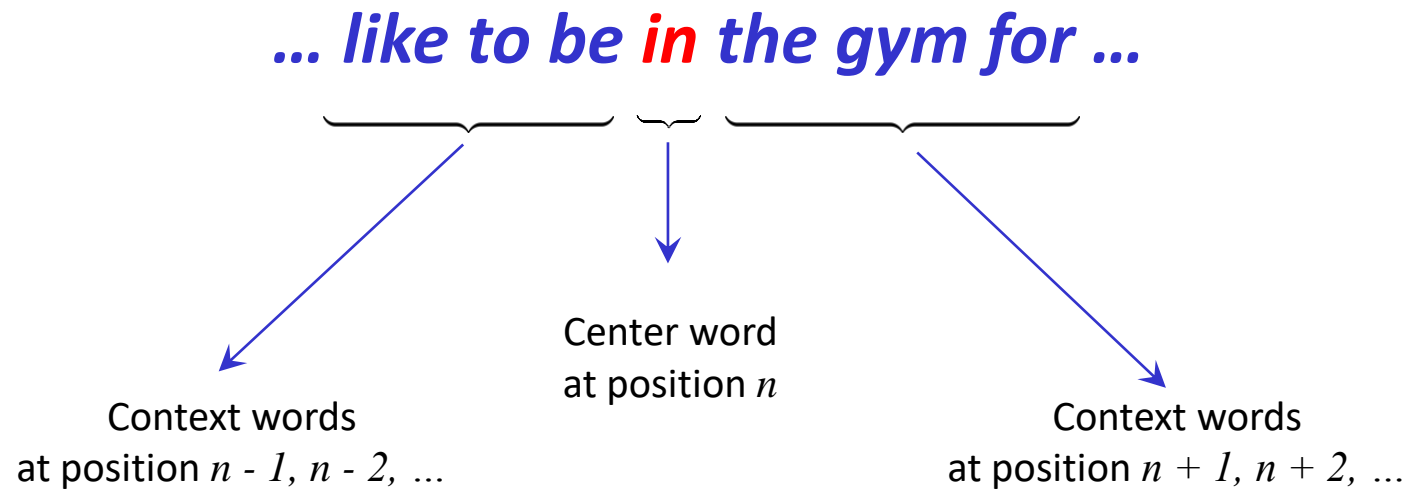 … like to be in the gym for …
Center word
at position n
Context words
at position n - 1, n - 2, …
Context words
at position n + 1, n + 2, …